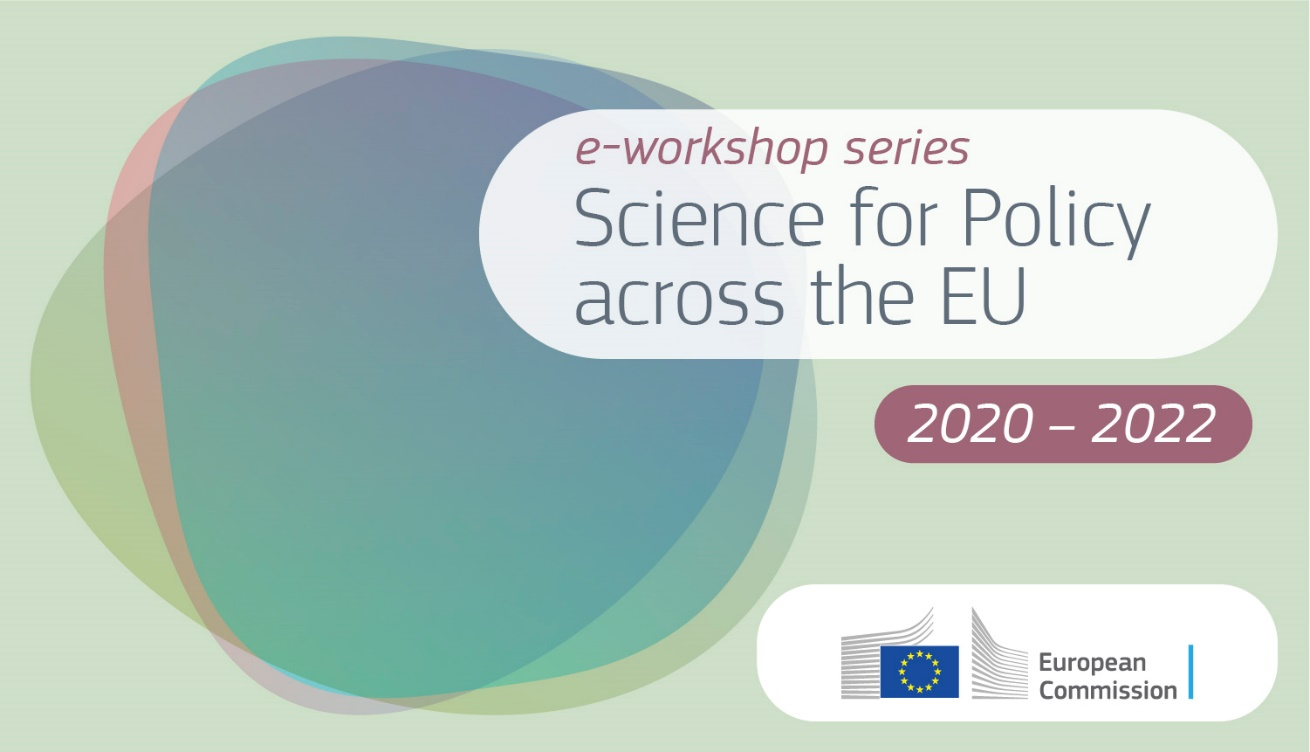 e-workshop series
Science for Policy
across the EU
2020 – 2022
European
Commission